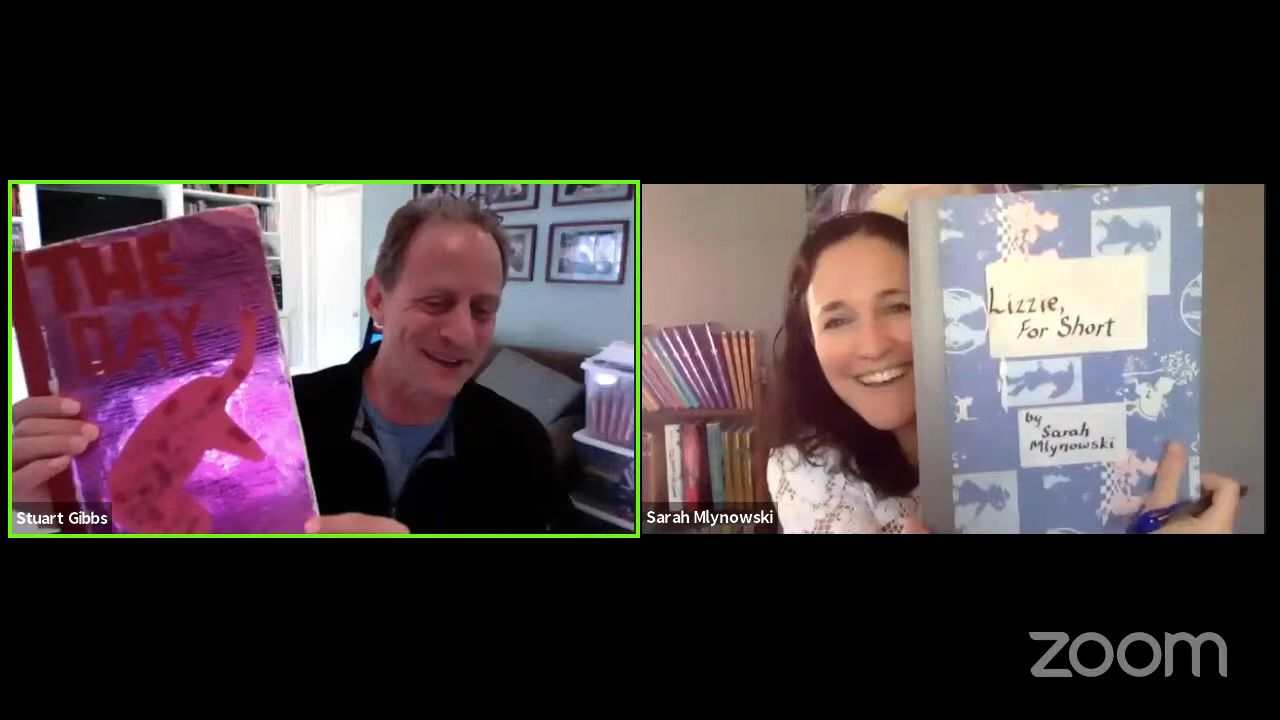 THE
DAY
Stuart Gibbs
Lizzie,
For Short
by
Sarah
Mlynowski
Sarah Mlynowski
zoom